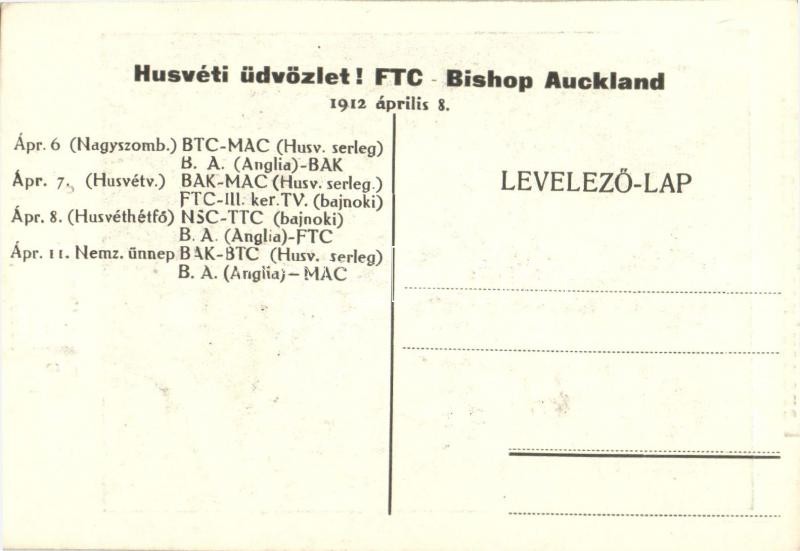 Husvéti üdvözlet! FTC - Bishop Auckland
1912 április 8.
Ápr. 6 (Nagyszomb.) BTC-MAC (Husv. serleg)
B. A. (Anglia)-BAK
Ápr. 7. (Husvétv.) BAK-MAC (Husv. serleg.)
FTC-III. ker. TV. (bajnoki)
Ápr. 8. (Husvéthétfő) NSC-TTC (bajnoki)
B. A. (Anglia)-FTC
Ápr. 11. Nemz. ünnep BAK-BTC (Husv. serleg)
B. A. (Anglia)-MAC
LEVELEZŐ-LAP